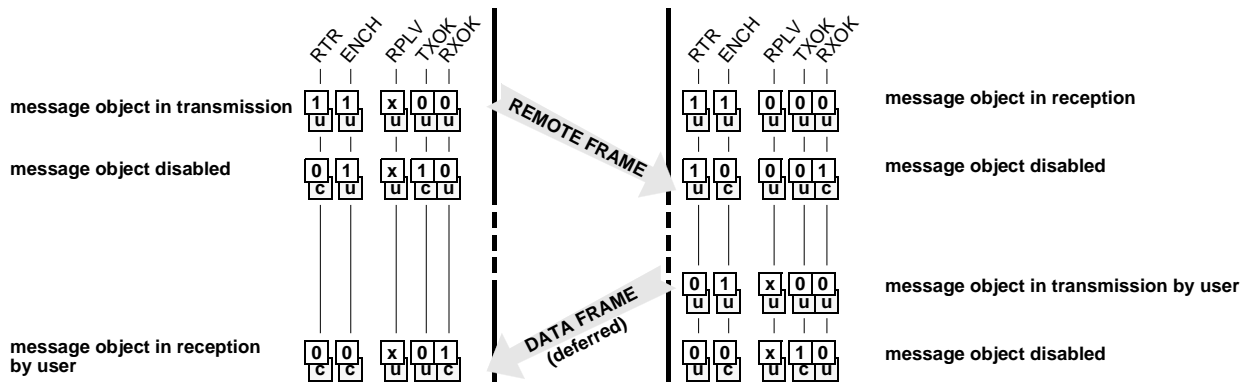 RTR ENCH RPLV TXOK RXOK RTR ENCH RPLV TXOK RXOK
message object in transmission 1 1 x 0 0 REMOTE FRAME 1 1 0 0 0 message object in reception
u u u u u u u u u u
message object disabled 0 1 x 1 0 1 0 0 0 1 message object disabled
c u u c u u c u u c
0 1 x 0 0 message object in transmission by user
u u u u u
DATA FRAME
(deferred)
message object in reception 0 0 x 0 1 0 0 x 1 0 message object disabled
by user c c u u c u c u c u